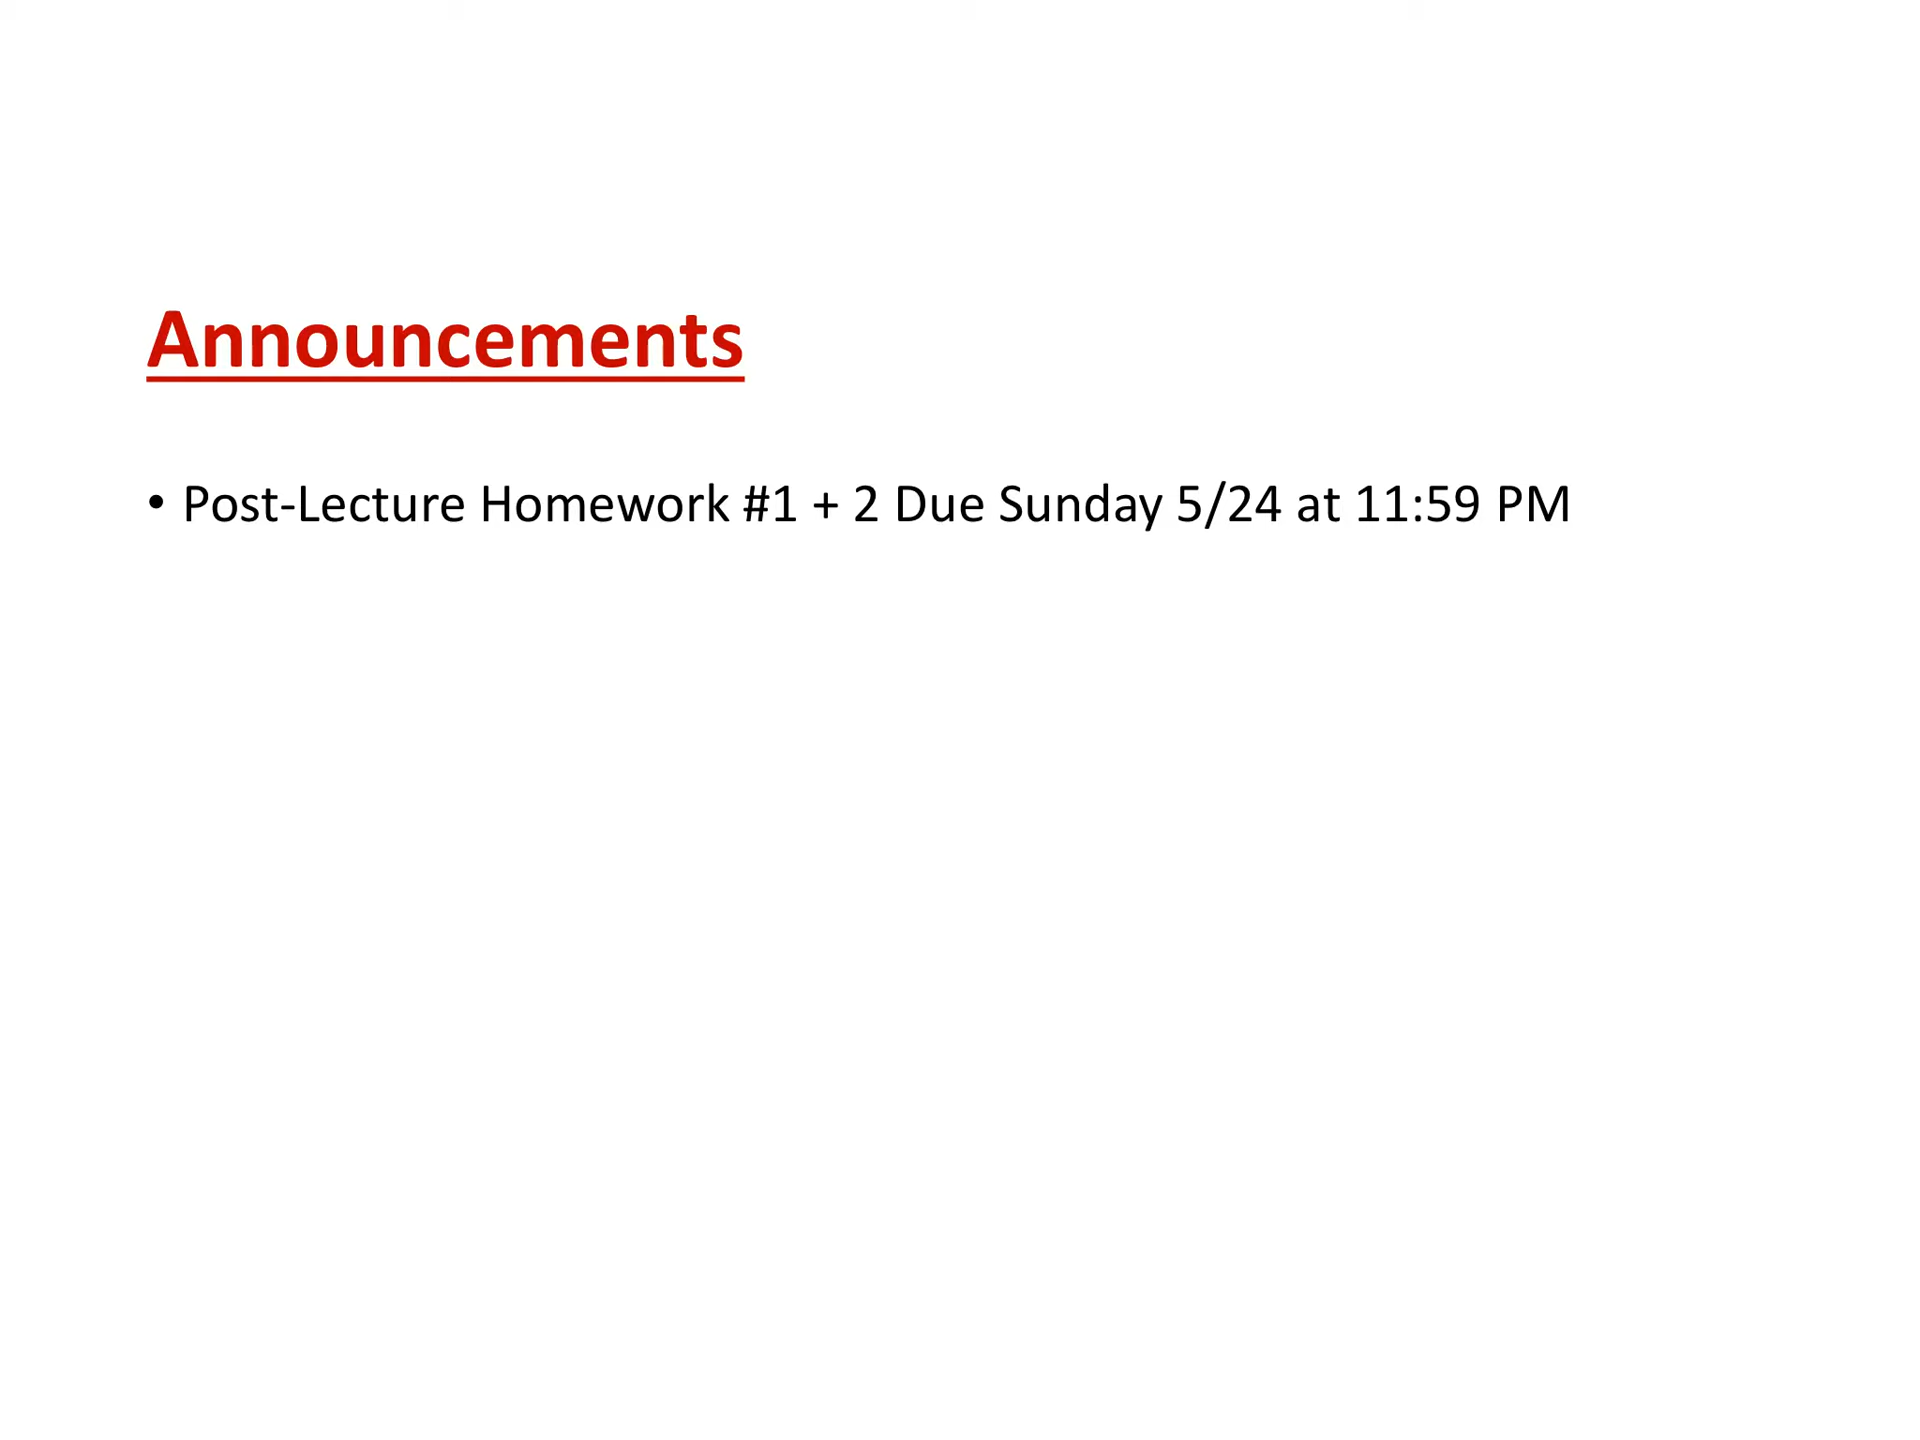 Announcements
• Post-Lecture Homework #1 + 2 Due Sunday 5/24 at 11:59 PM